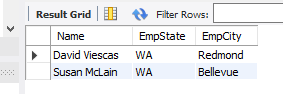 Result Grid Filter Rows:
Name EmpState EmpCity
David Viescas WA Redmond
Susan McLain WA Bellevue